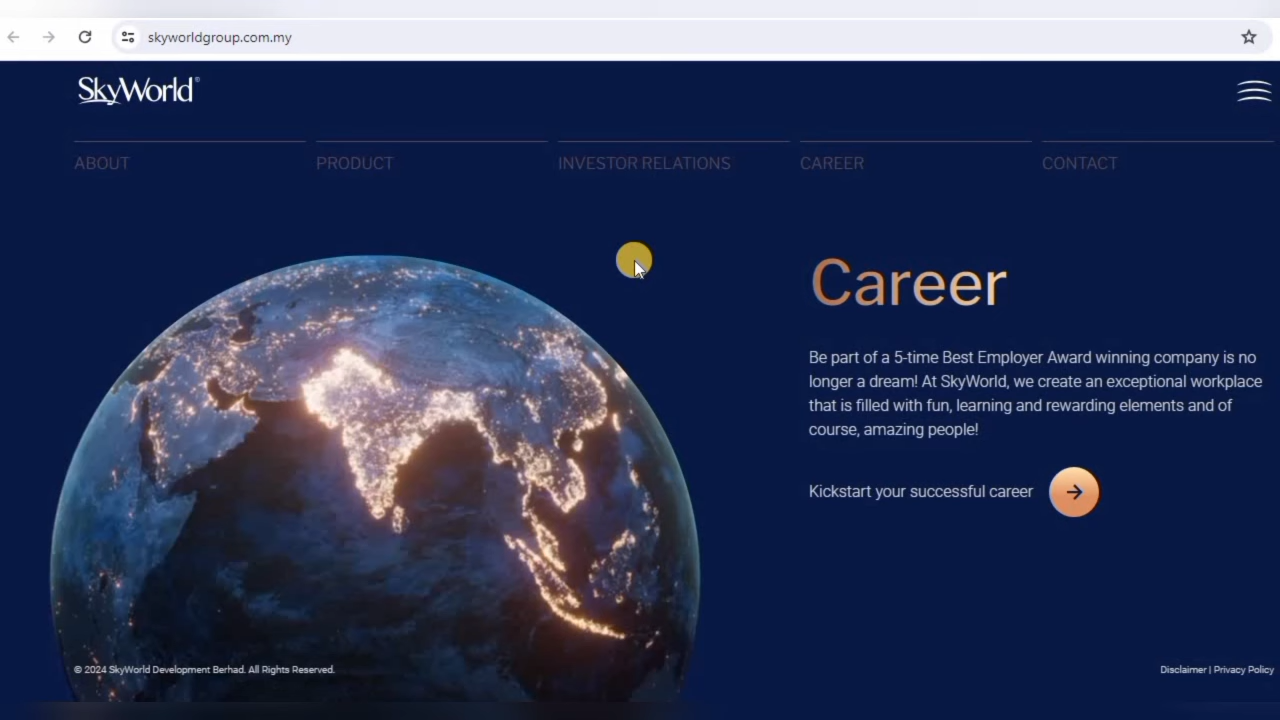 skyworldgroup.com.my
SkyWorld®
ABOUT PRODUCT INVESTOR RELATIONS CAREER CONTACT
Career
Be part of a 5-time Best Employer Award winning company is no
longer a dream! At SkyWorld, we create an exceptional workplace
that is filled with fun, learning and rewarding elements and of
course, amazing people!
Kickstart your successful career
© 2024 SkyWorld Development Berhad. All Rights Reserved.
Disclaimer | Privacy Policy